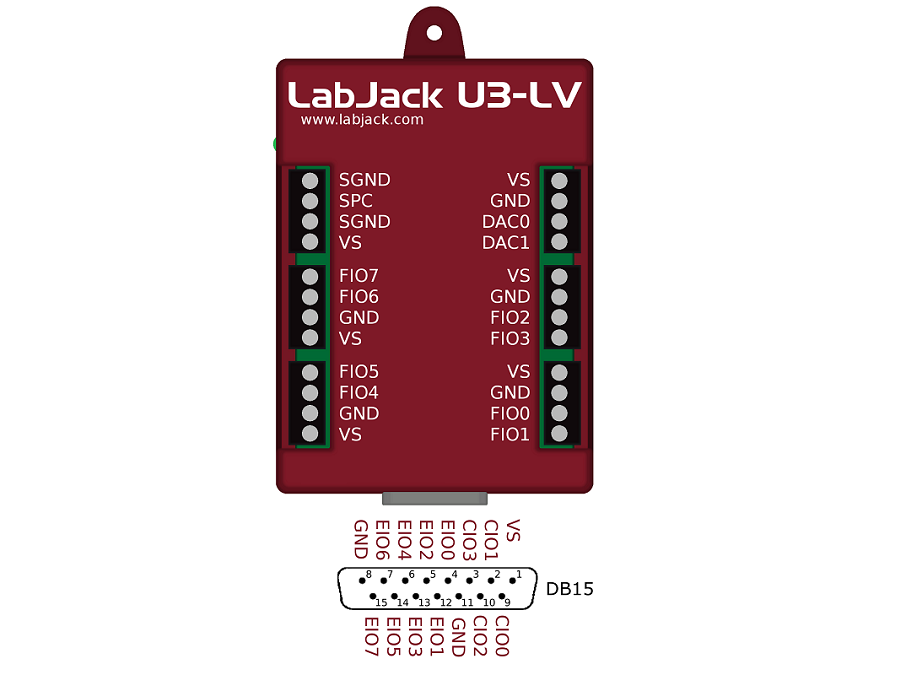 LabJack U3-LV
www.labjack.com
SGND VS
SPC GND
SGND DAC0
VS DAC1
FIO7 VS
FIO6 GND
GND FIO2
VS FIO3
FIO5 VS
FIO4 GND
GND FIO0
VS FIO1
GND EIO6 EIO4 EIO2 EIO0 CIO3 CIO1 VS
8 7 6 5 4 3 2 1
DB15
15 14 13 12 11 10 9
EIO7 EIO5 EIO3 EIO1 GND CIO2 CIO0